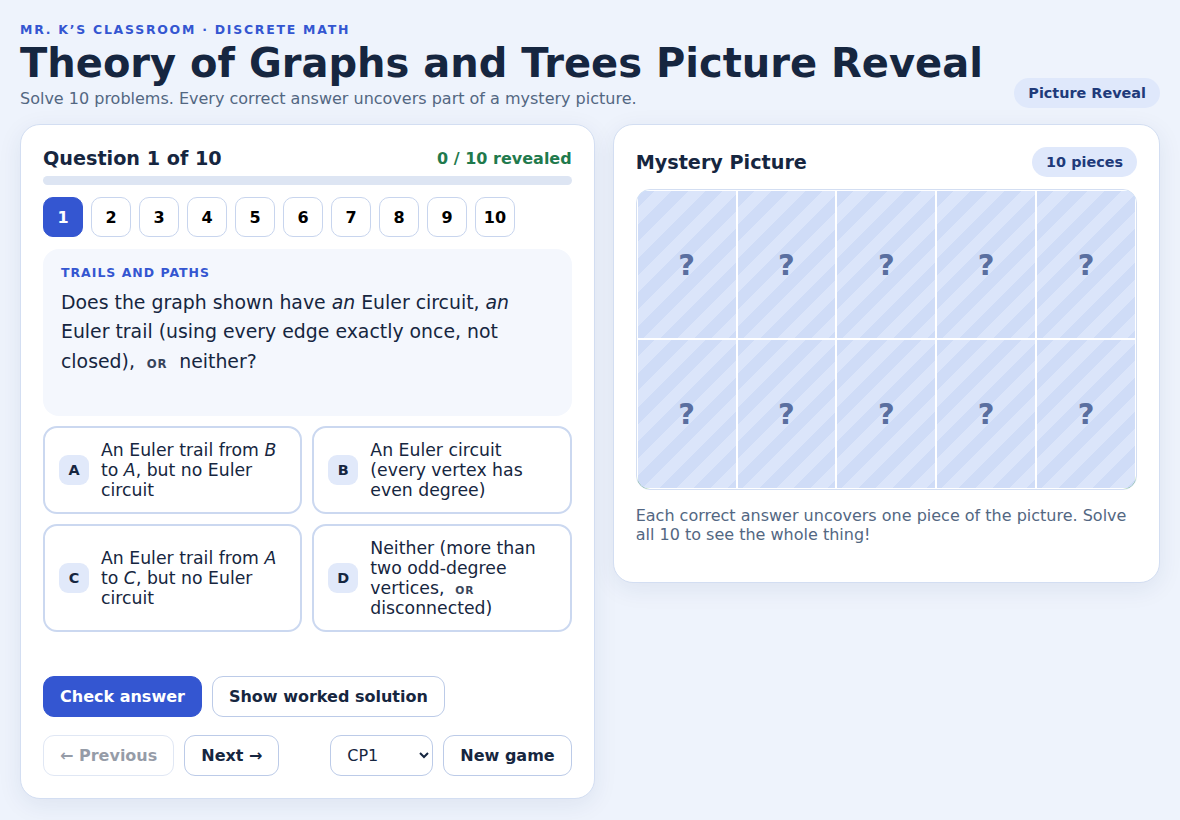 MR. K’S CLASSROOM · DISCRETE MATH
Theory of Graphs and Trees Picture Reveal
Solve 10 problems. Every correct answer uncovers part of a mystery picture.
Picture Reveal
Question 1 of 10
0 / 10 revealed
1 2 3 4 5 6 7 8 9 10
TRAILS AND PATHS
Does the graph shown have an Euler circuit, an
Euler trail (using every edge exactly once, not
closed), OR neither?
A
An Euler trail from B
to A, but no Euler
circuit
B
An Euler circuit
(every vertex has
even degree)
C
An Euler trail from A
to C, but no Euler
circuit
D
Neither (more than
two odd-degree
vertices, OR
disconnected)
Check answer
Show worked solution
← Previous
Next →
CP1
New game
Mystery Picture
10 pieces
? ? ? ? ?
? ? ? ? ?
Each correct answer uncovers one piece of the picture. Solve
all 10 to see the whole thing!